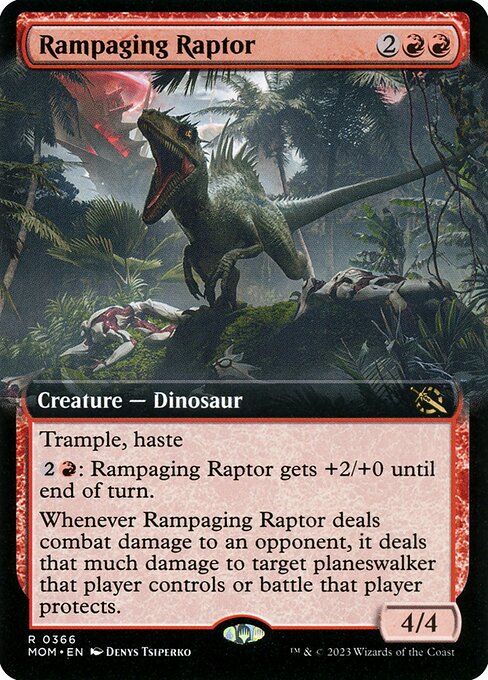 Rampaging Raptor 2
Creature — Dinosaur
Trample, haste
2 : Rampaging Raptor gets +2/+0 until
end of turn.
Whenever Rampaging Raptor deals
combat damage to an opponent, it deals
that much damage to target planeswalker
that player controls or battle that player
protects.
4/4
R 0366
MOM • EN Denys Tsiperko
™ & © 2023 Wizards of the Coast